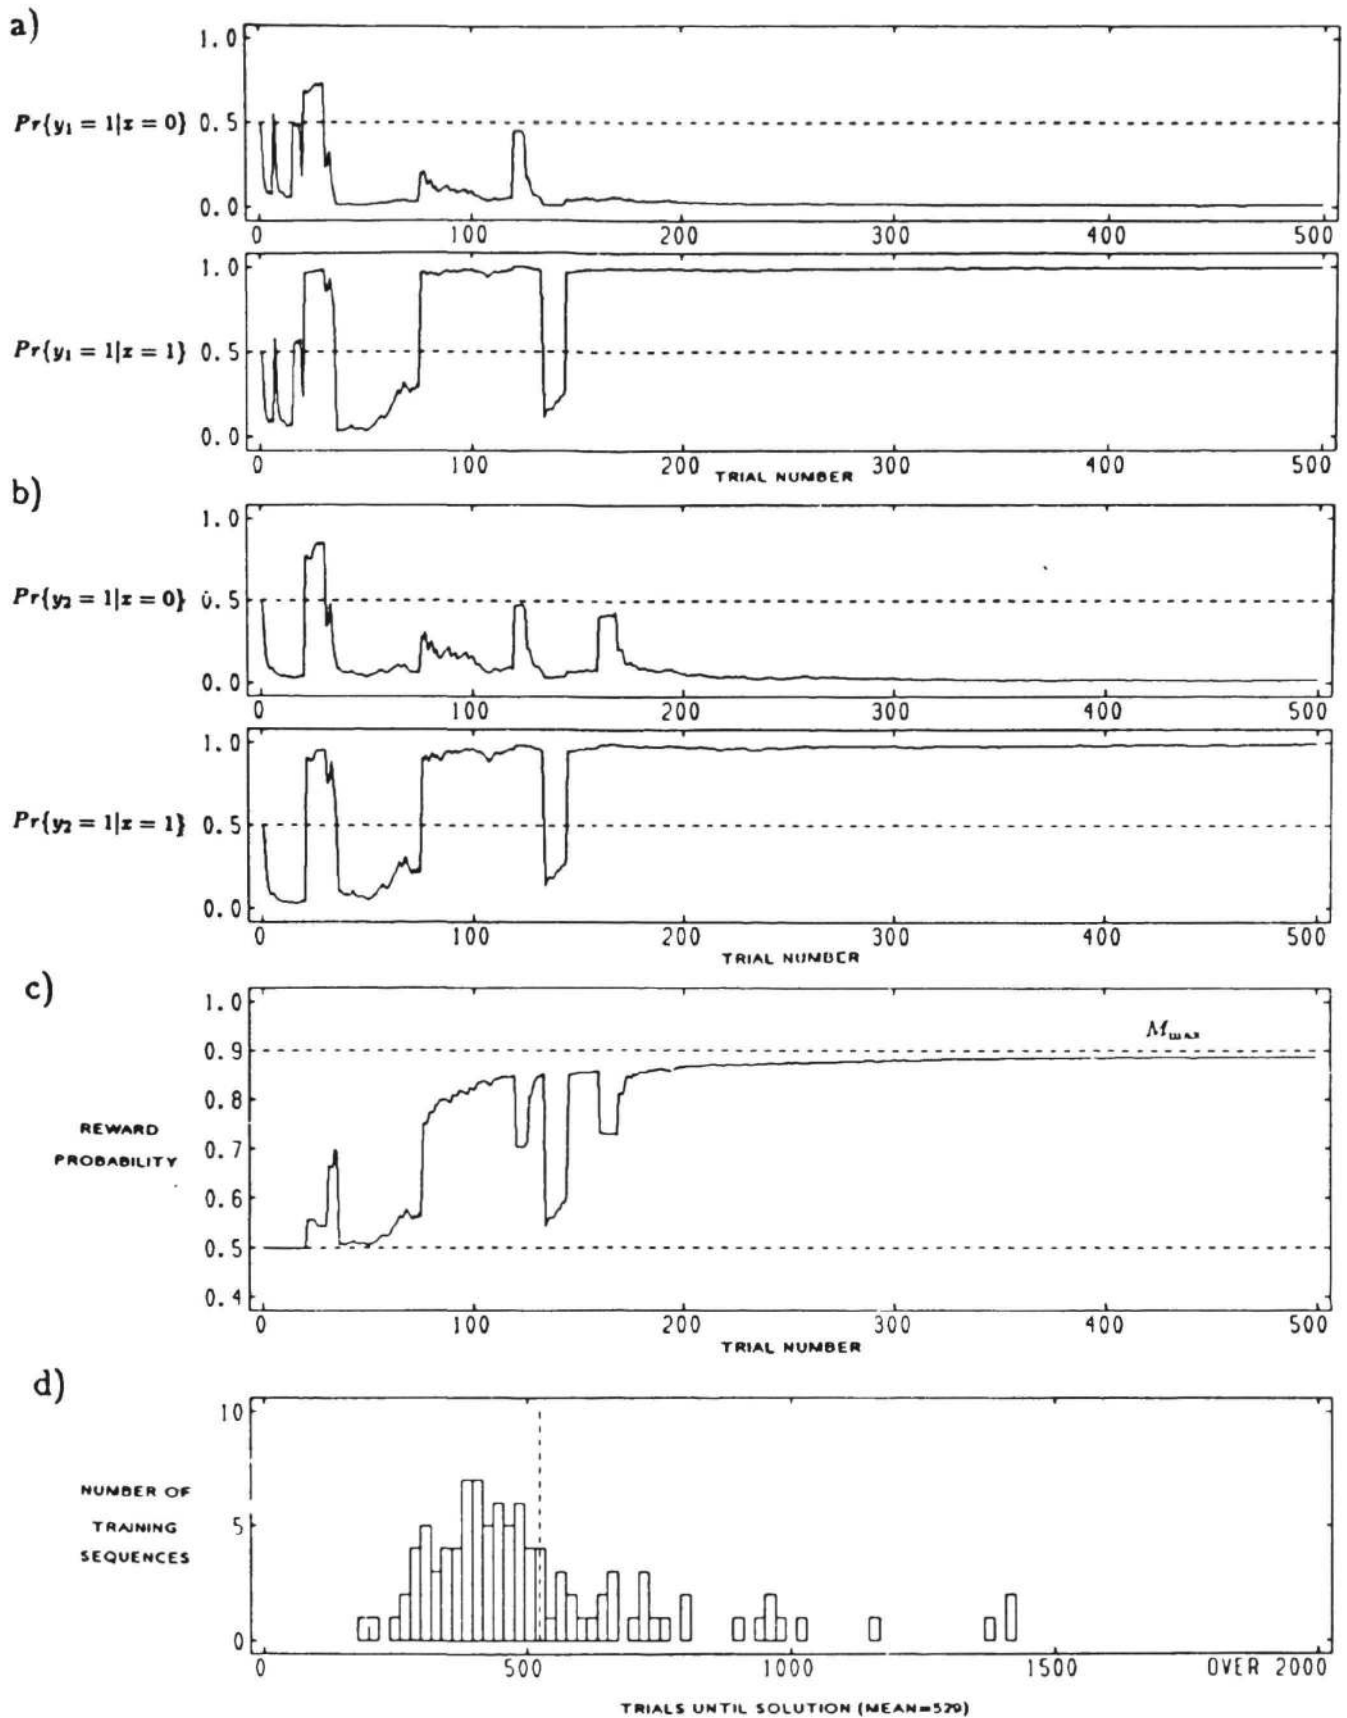 a)
1.0
Pr{y₁ = 1|x = 0} 0.5
0.0
0 100 200 300 400 500
1.0
Pr{y₁ = 1|x = 1} 0.5
0.0
0 100 200 300 400 500
TRIAL NUMBER
b)
1.0
Pr{y₂ = 1|x = 0} 0.5
0.0
0 100 200 300 400 500
1.0
Pr{y₂ = 1|x = 1} 0.5
0.0
0 100 200 300 400 500
TRIAL NUMBER
c)
1.0
M_max
0.9
0.8
REWARD
0.7
PROBABILITY
0.6
0.5
0.4
0 100 200 300 400 500
TRIAL NUMBER
d)
10
NUMBER OF
5
TRAINING
SEQUENCES
0
0 500 1000 1500 OVER 2000
TRIALS UNTIL SOLUTION (MEAN=529)